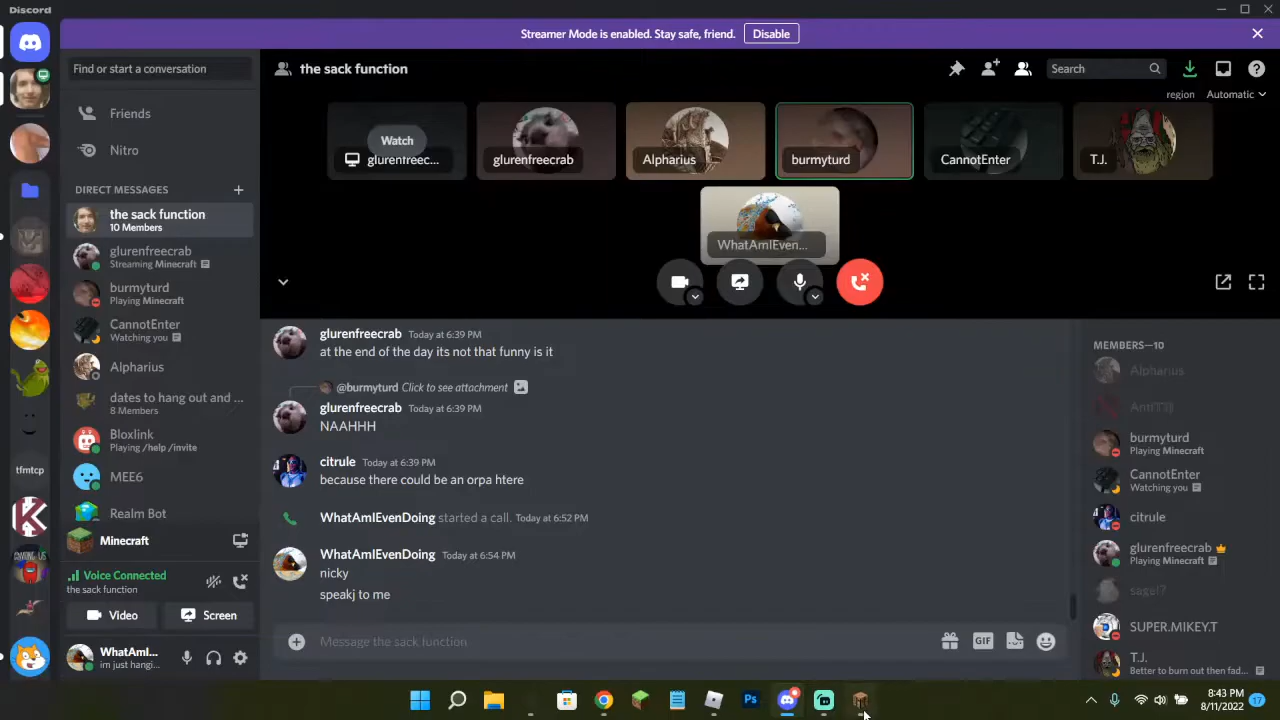 Discord
Streamer Mode is enabled. Stay safe, friend.
Disable
Find or start a conversation
the sack function
Search
region
Automatic
Friends
Nitro
DIRECT MESSAGES
the sack function
10 Members
glurenfreecrab
Streaming Minecraft
burmyturd
Playing Minecraft
CannotEnter
Watching you
Alpharius
dates to hang out and ...
8 Members
Bloxlink
Playing /help /invite
MEE6
Realm Bot
Minecraft
Voice Connected
the sack function
Video
Screen
WhatAmI...
im just hangi...
tfmtcp
Watch
glurenfreec...
glurenfreecrab
Alpharius
burmyturd
CannotEnter
T.J.
WhatAmIEven...
glurenfreecrab Today at 6:39 PM
at the end of the day its not that funny is it
@burmyturd Click to see attachment
glurenfreecrab Today at 6:39 PM
NAAHHH
citrule Today at 6:39 PM
because there could be an orpa htere
WhatAmIEvenDoing started a call. Today at 6:52 PM
WhatAmIEvenDoing Today at 6:54 PM
nicky
speakj to me
Message the sack function
GIF
MEMBERS—10
Alpharius
burmyturd
Playing Minecraft
CannotEnter
Watching you
citrule
glurenfreecrab
Playing Minecraft
sagel7
SUPER.MIKEY.T
T.J.
Better to burn out then fad...
Ps
8:43 PM
8/11/2022
17